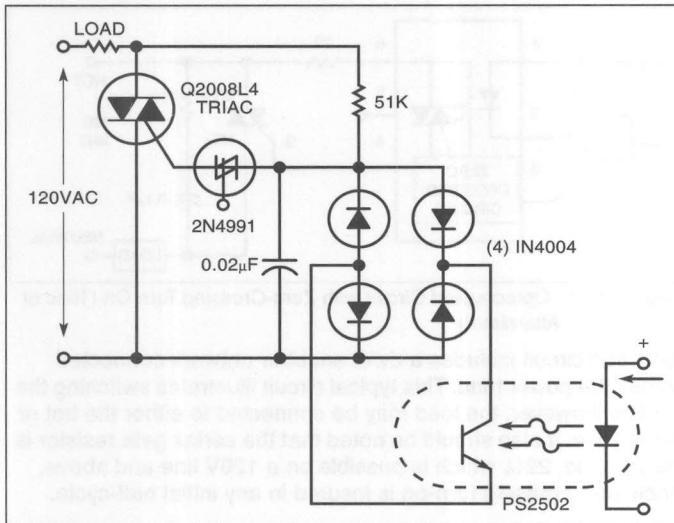 LOAD
Q2008L4
TRIAC
51K
120VAC
2N4991
(4) IN4004
0.02µF
+
PS2502